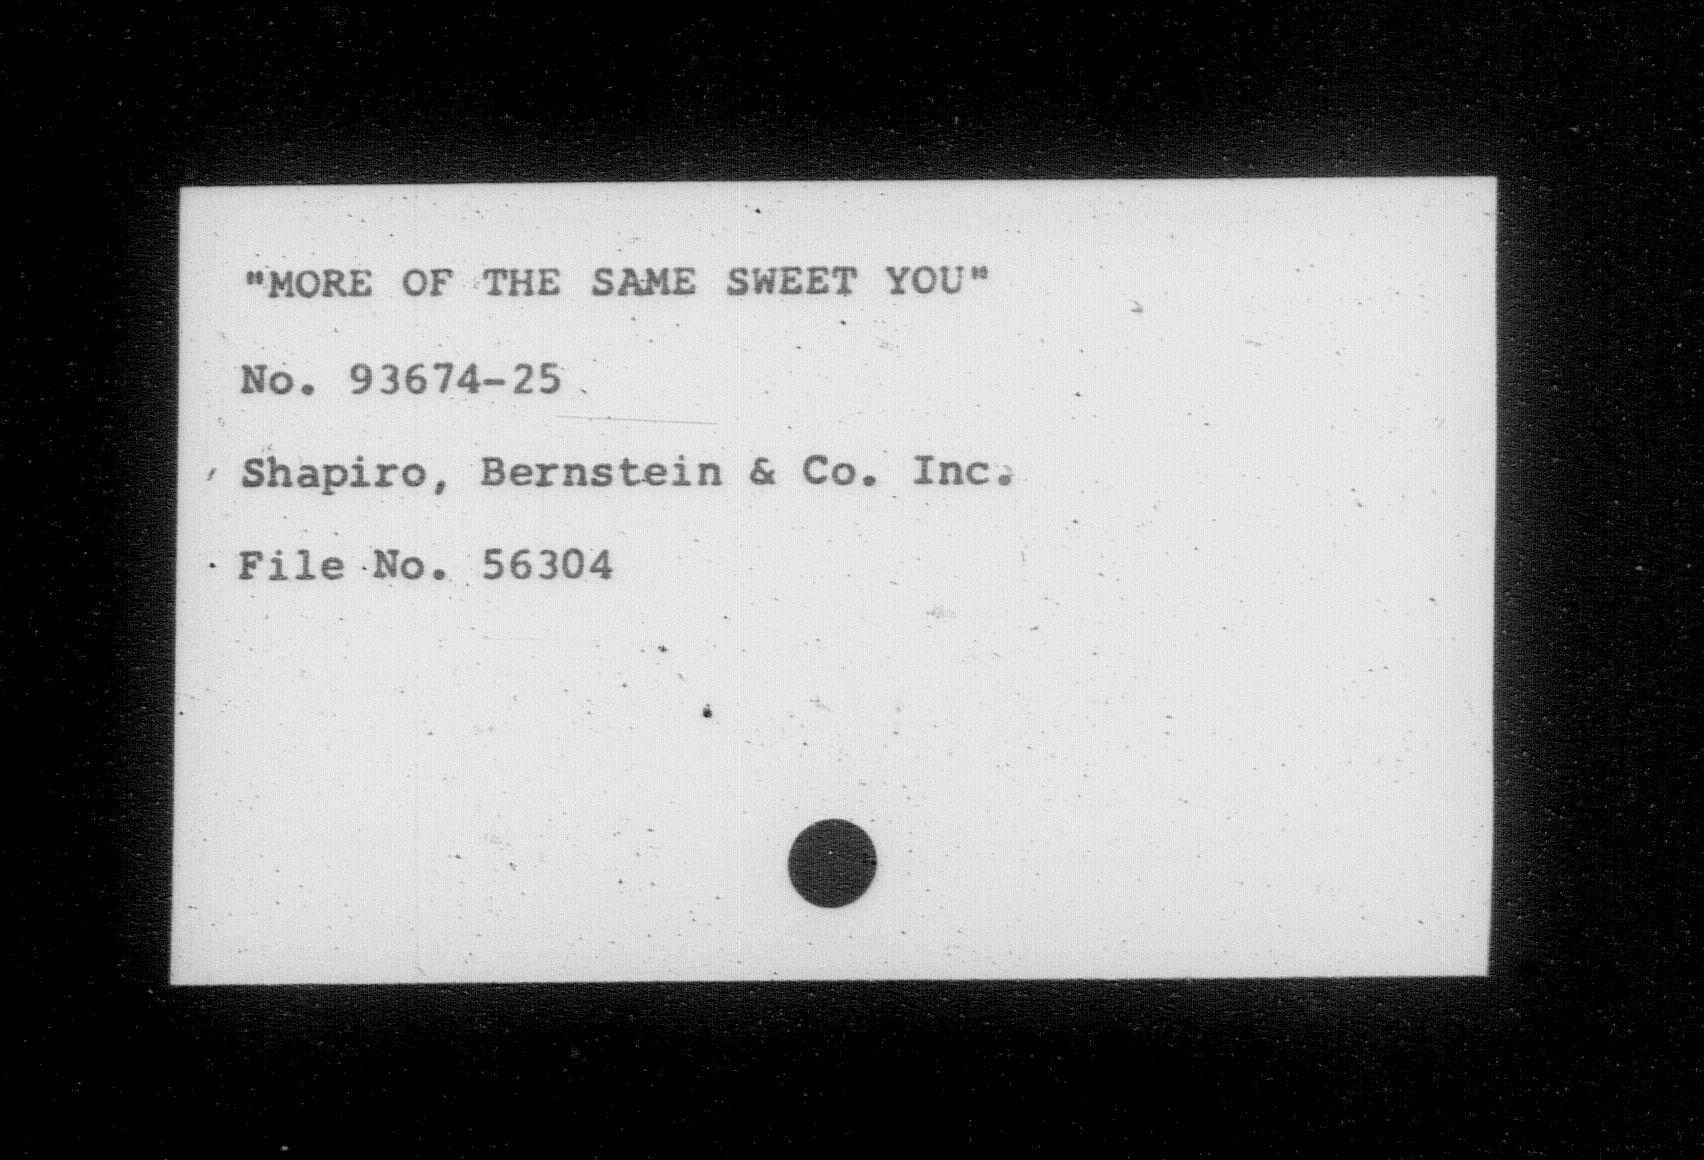 "MORE OF THE SAME SWEET YOU"
No. 93674-25
Shapiro, Bernstein & Co. Inc.
File No. 56304